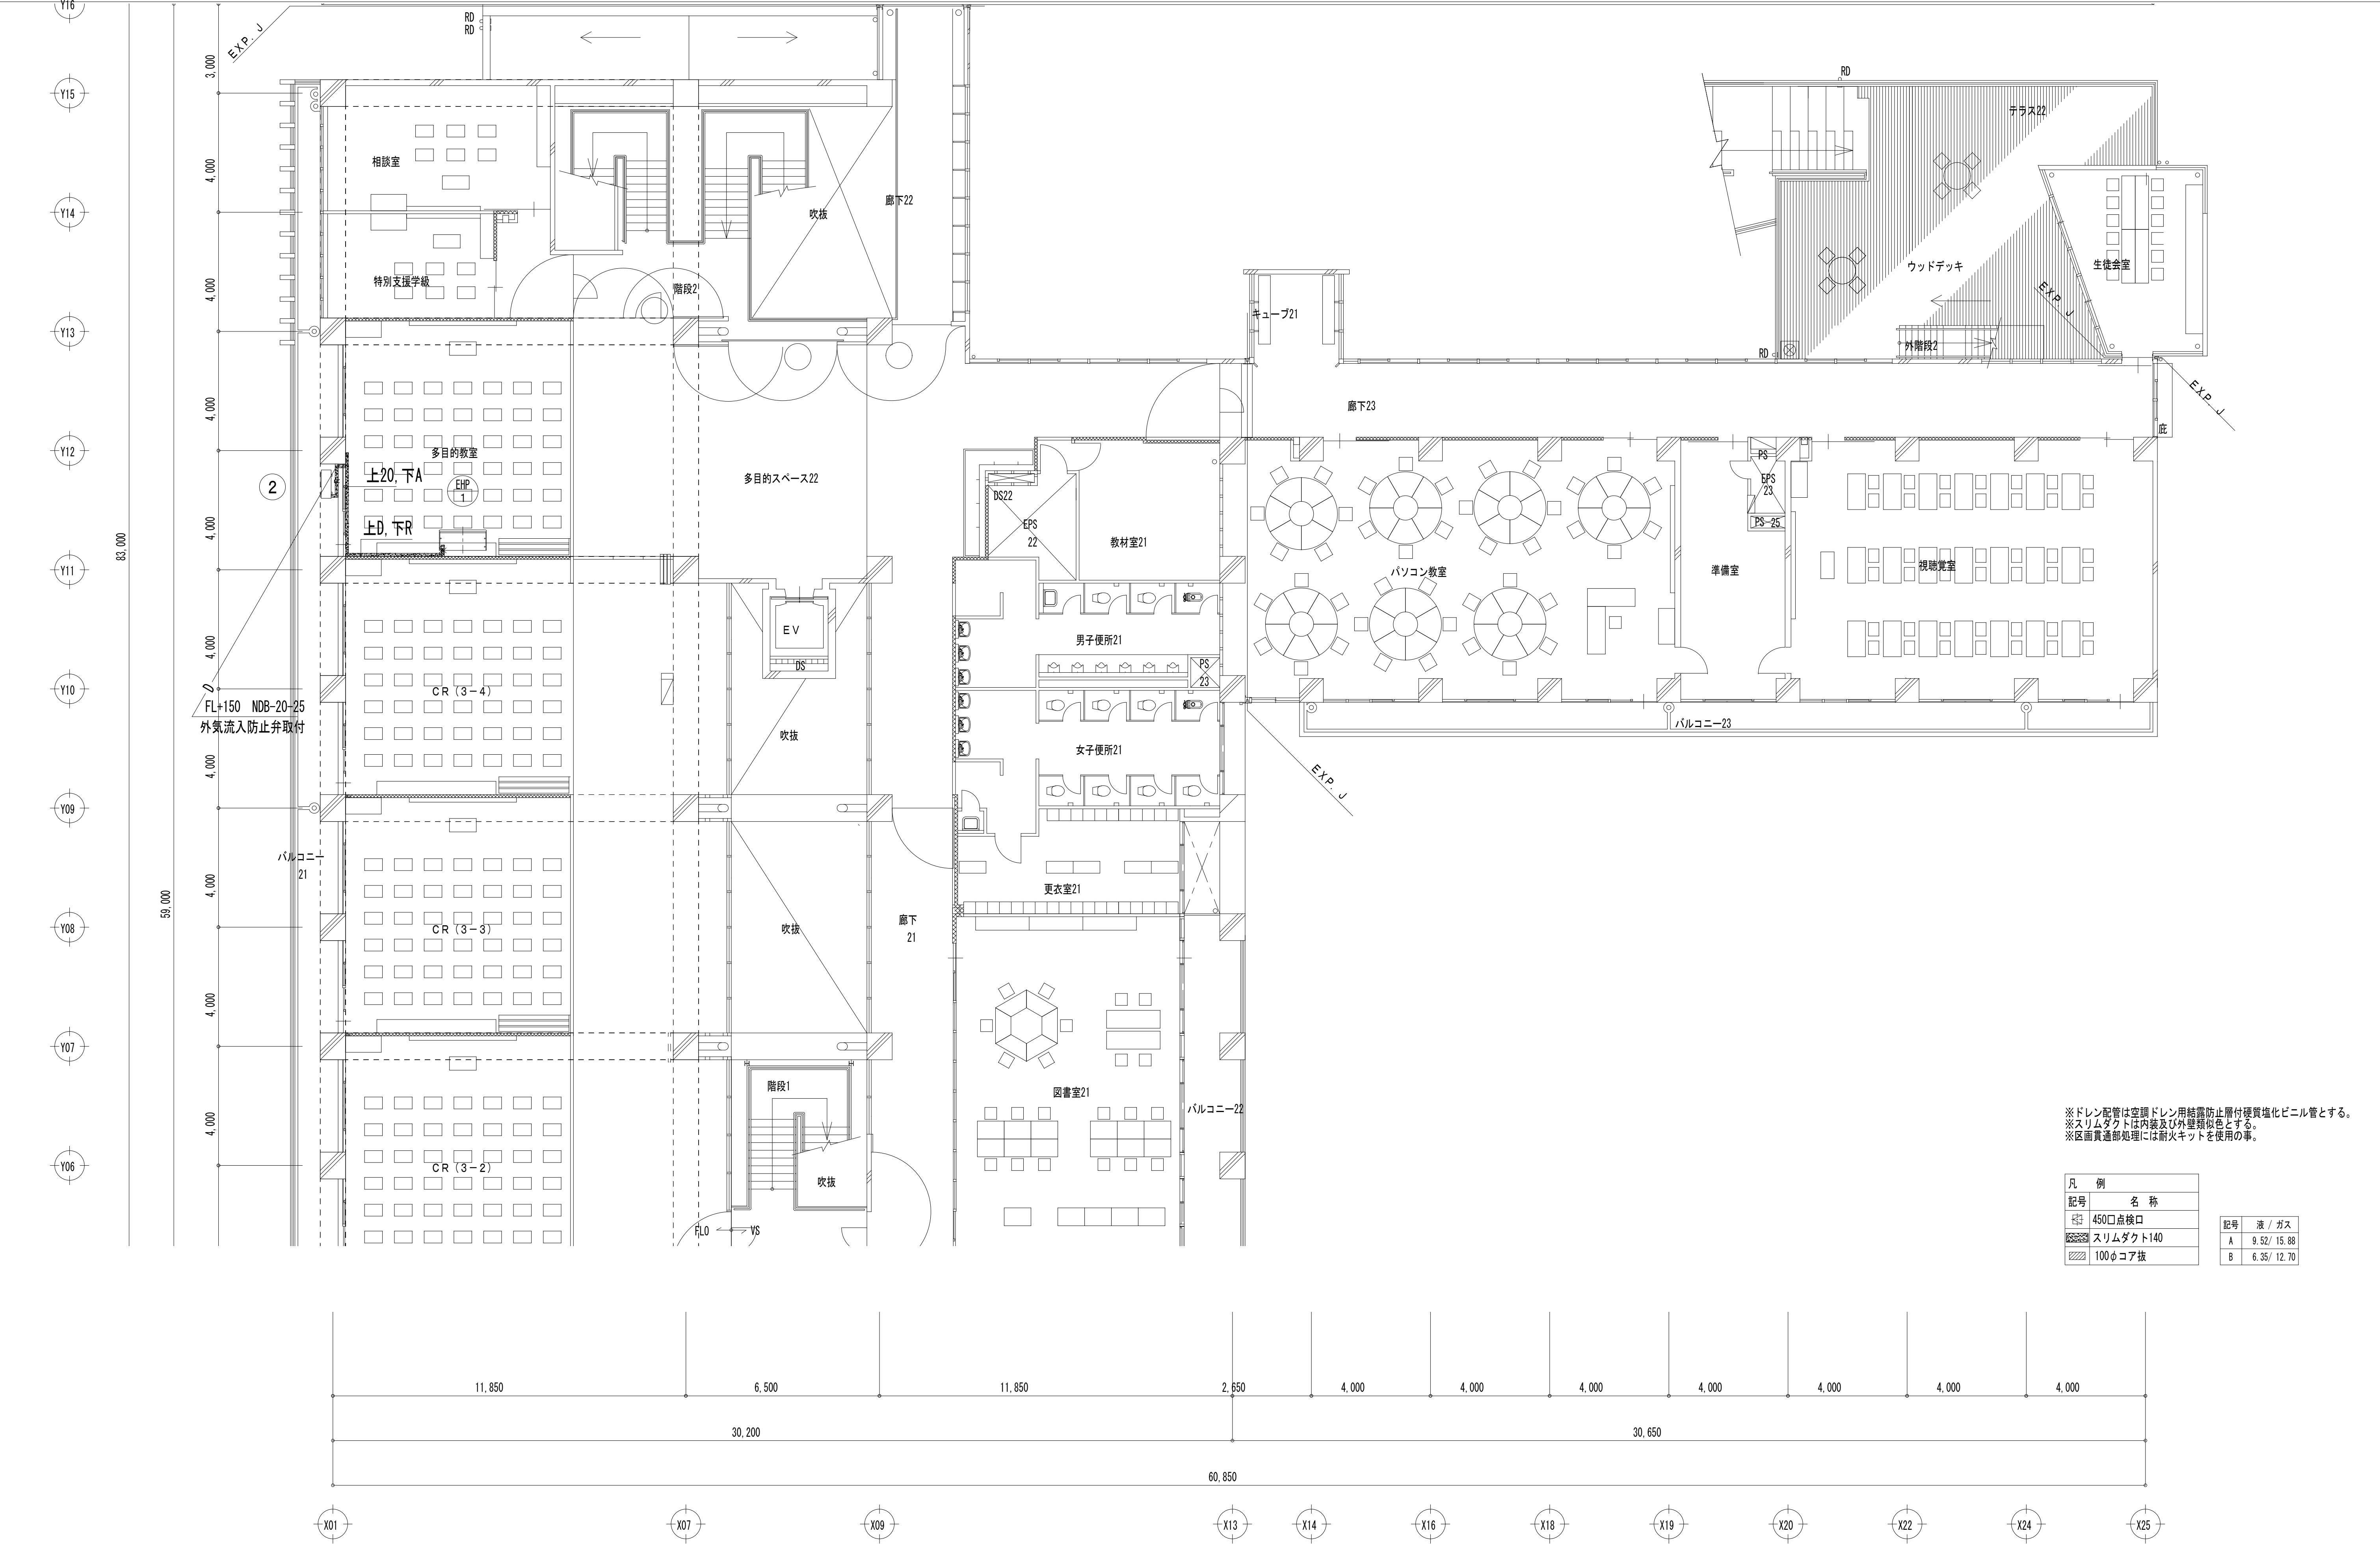 Y16
EXP. J
RD
RD
3,000
Y15
RD
テラス22
4,000
相談室
Y14
吹抜
廊下22
4,000
特別支援学級
階段2
ウッドデッキ
生徒会室
EXP. J
キューブ21
Y13
外階段2
RD
4,000
廊下23
EXP. J
庇
Y12
多目的教室
上20,下A
2
EHP
1
多目的スペース22
PS
EPS
23
DS22
PS-25
上D,下R
EPS
22
教材室21
4,000
83,000
Y11
パソコン教室
準備室
視聴覚室
EV
男子便所21
4,000
DS
PS
23
Y10
CR(3-4)
D
FL+150 NDB-20-25
外気流入防止弁取付
バルコニー23
吹抜
女子便所21
4,000
EXP. J
Y09
バルコニー
21
4,000
更衣室21
59,000
廊下
21
Y08
CR(3-3)
吹抜
4,000
Y07
階段1
図書室21
バルコニー22
4,000
Y06
CR(3-2)
吹抜
FLO
VS
※ドレン配管は空調ドレン用結露防止層付硬質塩化ビニル管とする。
※スリムダクトは内装及び外壁類似色とする。
※区画貫通部処理には耐火キットを使用の事。
凡 例
記号 名 称
450□点検口
スリムダクト140
100φコア抜
記号 液 / ガス
A 9.52/ 15.88
B 6.35/ 12.70
11,850 6,500 11,850 2,650 4,000 4,000 4,000 4,000 4,000 4,000 4,000
30,200 30,650
60,850
X01 X07 X09 X13 X14 X16 X18 X19 X20 X22 X24 X25